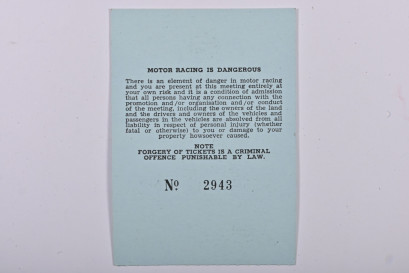 MOTOR RACING IS DANGEROUS
There is an element of danger in motor racing
and you are present at this meeting entirely at
your own risk and it is a condition of admission
that all persons having any connection with the
promotion and/or organisation and/or conduct
of the meeting, including the owners of the land
and the drivers and owners of the vehicles and
passengers in the vehicles are absolved from all
liability in respect of personal injury (whether
fatal or otherwise) to you or damage to your
property howsoever caused.
NOTE
FORGERY OF TICKETS IS A CRIMINAL
OFFENCE PUNISHABLE BY LAW.
No 2943